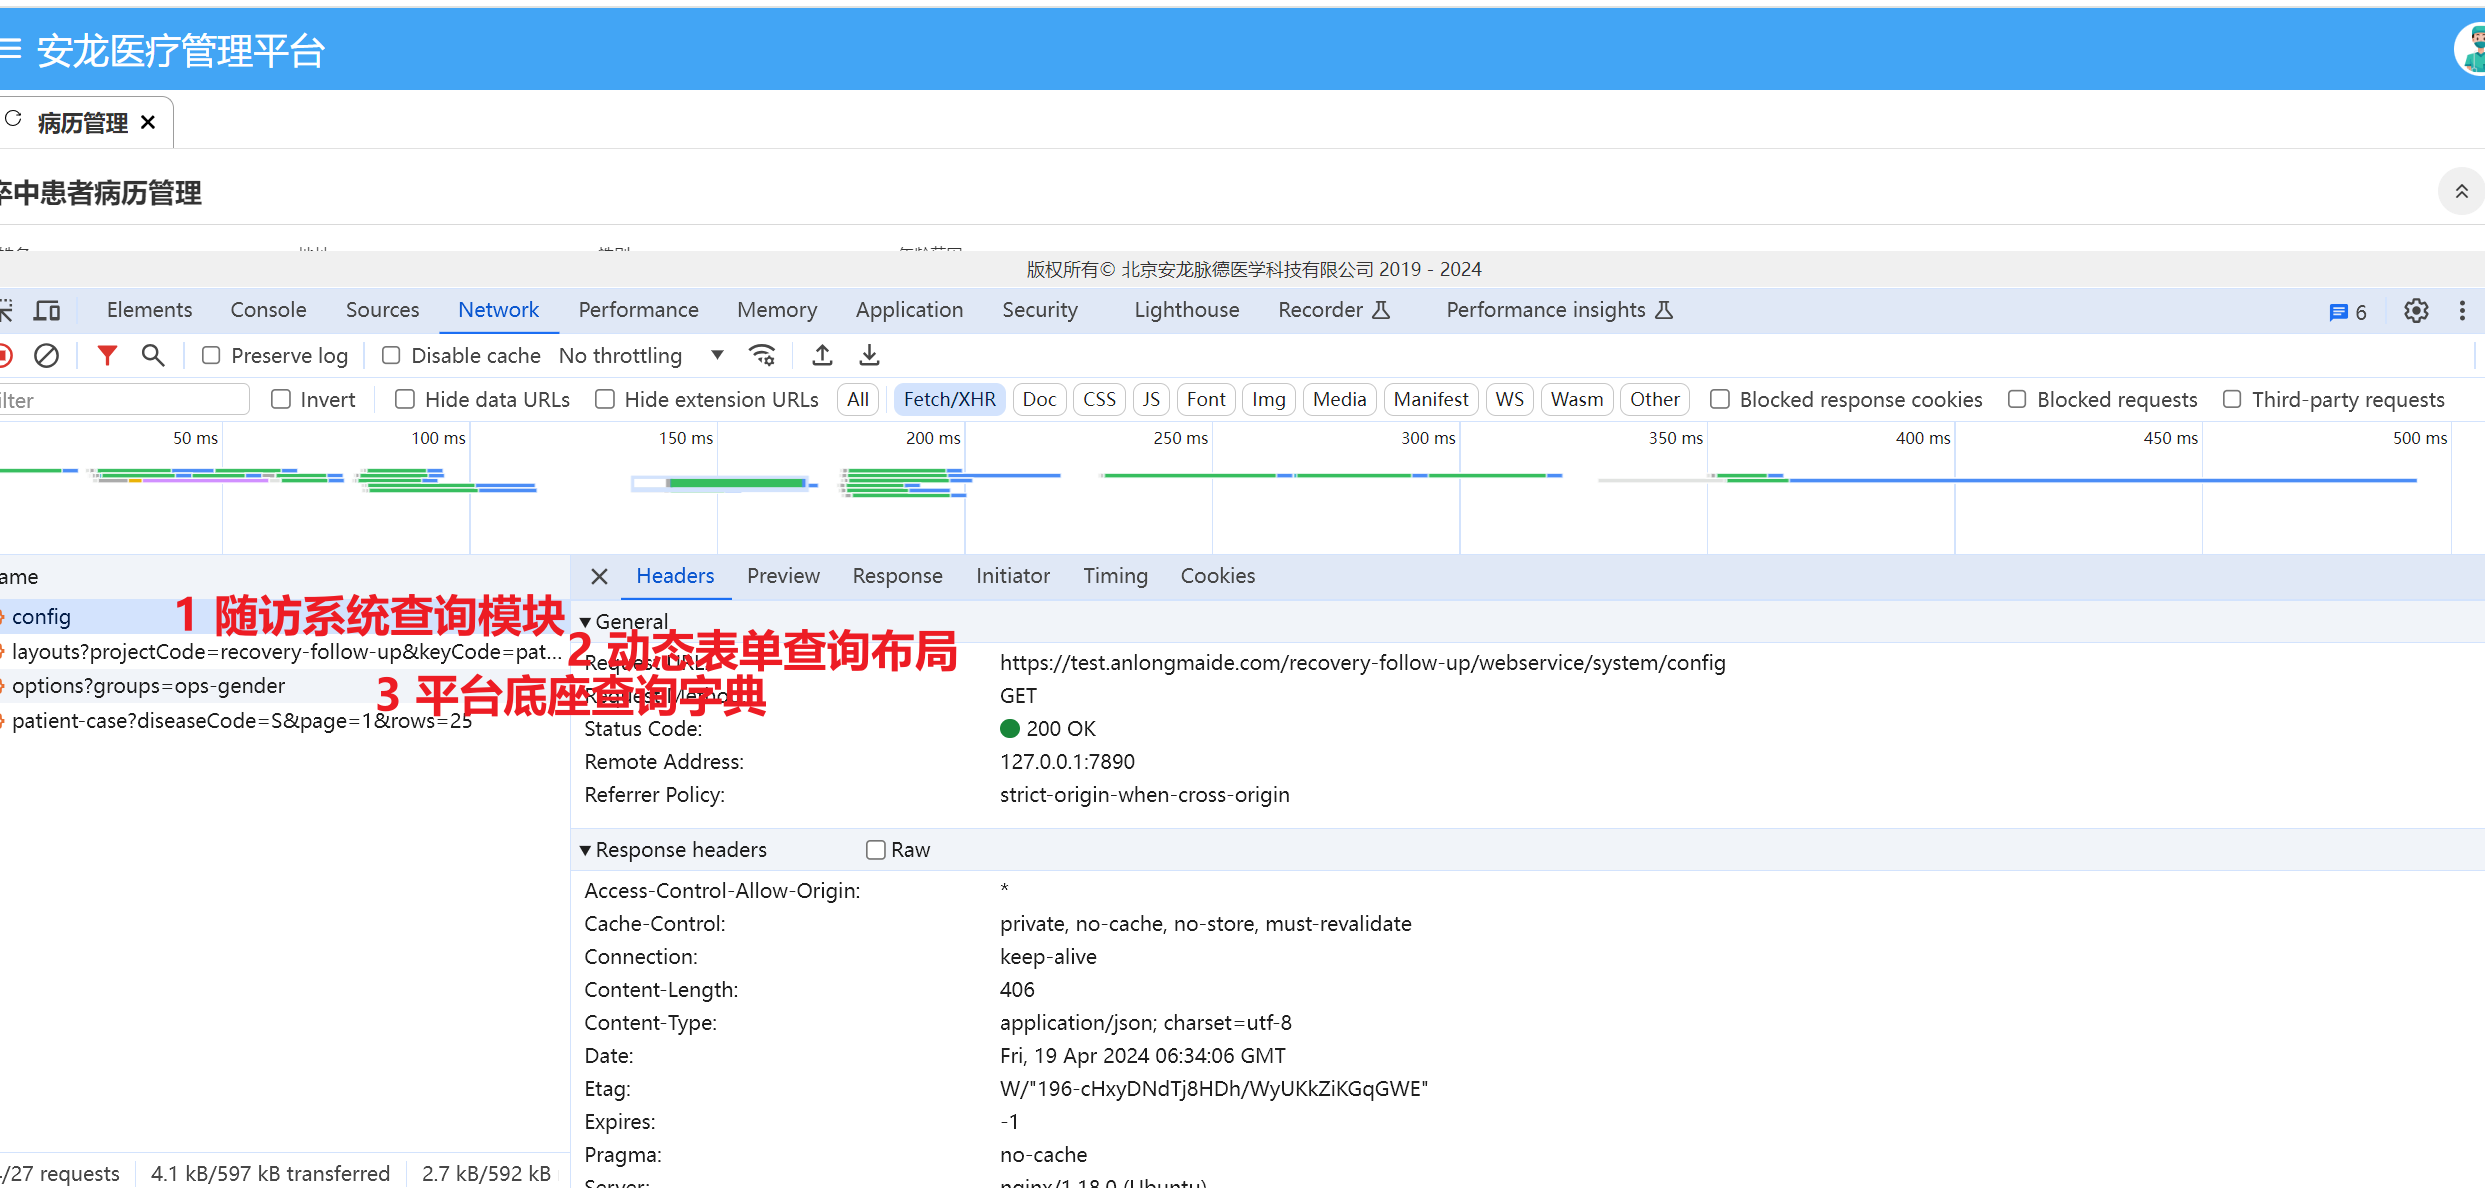 安龙医疗管理平台
病历管理
卒中患者病历管理
版权所有© 北京安龙脉德医学科技有限公司 2019 - 2024
Elements Console Sources Network Performance Memory Application Security Lighthouse Recorder Performance insights 6
Preserve log Disable cache No throttling
ilter Invert Hide data URLs Hide extension URLs All Fetch/XHR Doc CSS JS Font Img Media Manifest WS Wasm Other Blocked response cookies Blocked requests Third-party requests
50 ms 100 ms 150 ms 200 ms 250 ms 300 ms 350 ms 400 ms 450 ms 500 ms
ame Headers Preview Response Initiator Timing Cookies
config
1 随访系统查询模块
General
layouts?projectCode=recovery-follow-up&keyCode=pat...
2 动态表单查询布局
https://test.anlongmaide.com/recovery-follow-up/webservice/system/config
options?groups=ops-gender
3 平台底座查询字典
Request Metho
GET
patient-case?diseaseCode=S&page=1&rows=25
Status Code: 200 OK
Remote Address: 127.0.0.1:7890
Referrer Policy: strict-origin-when-cross-origin
Response headers Raw
Access-Control-Allow-Origin: *
Cache-Control: private, no-cache, no-store, must-revalidate
Connection: keep-alive
Content-Length: 406
Content-Type: application/json; charset=utf-8
Date: Fri, 19 Apr 2024 06:34:06 GMT
Etag: W/"196-cHxyDNdTj8HDh/WyUKkZiKGqGWE"
Expires: -1
Pragma: no-cache
Server: nginx/1.18.0 (Ubuntu)
/27 requests 4.1 kB/597 kB transferred 2.7 kB/592 kB